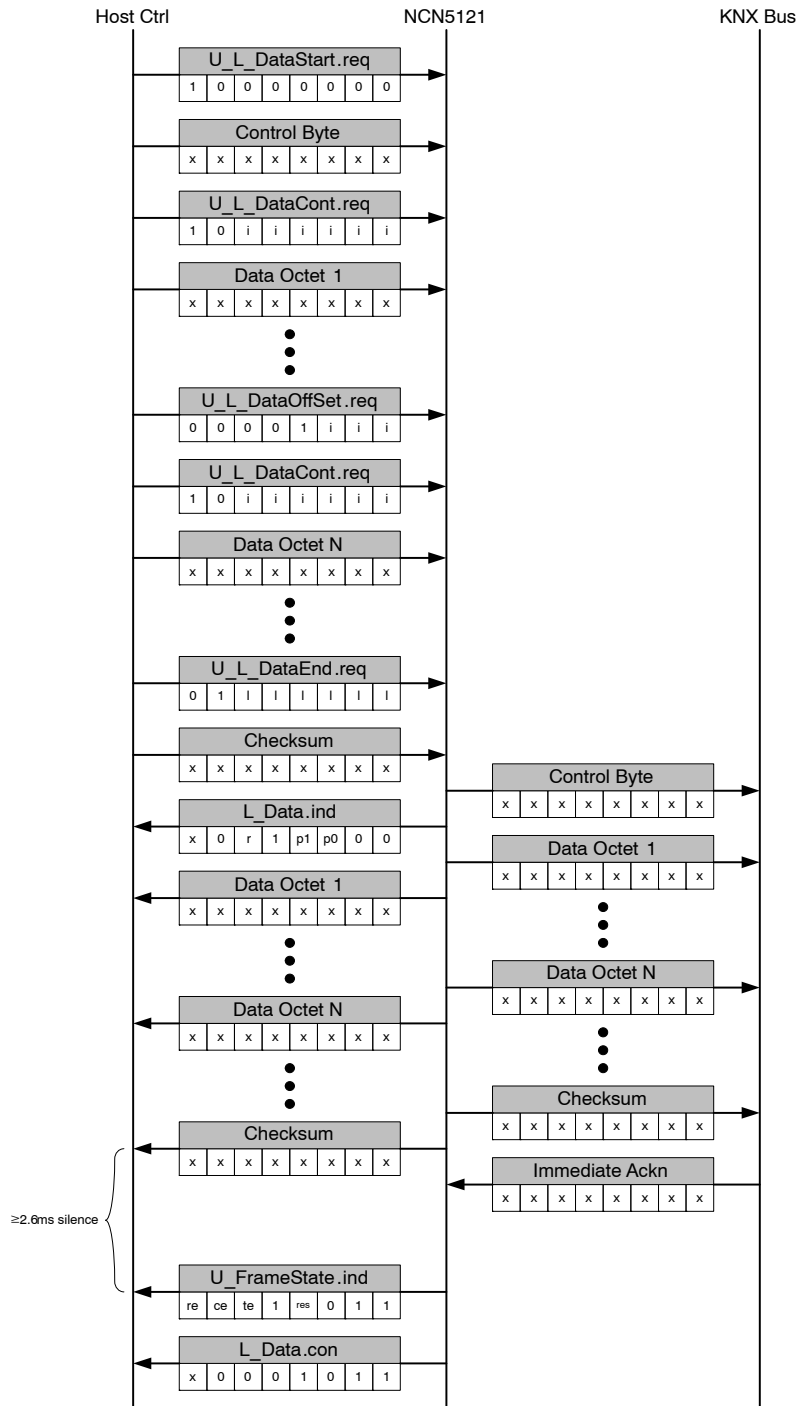 Host Ctrl NCN5121 KNX Bus
U_L_DataStart.req
1 0 0 0 0 0 0 0
Control Byte
x x x x x x x x
U_L_DataCont.req
1 0 i i i i i i
Data Octet 1
x x x x x x x x
U_L_DataOffSet.req
0 0 0 0 1 i i i
U_L_DataCont.req
1 0 i i i i i i
Data Octet N
x x x x x x x x
U_L_DataEnd.req
0 1 l l l l l l
Checksum
x x x x x x x x
Control Byte
x x x x x x x x
L_Data.ind
x 0 r 1 p1 p0 0 0
Data Octet 1
x x x x x x x x
Data Octet 1
x x x x x x x x
Data Octet N
x x x x x x x x
Data Octet N
x x x x x x x x
Checksum
x x x x x x x x
Checksum
x x x x x x x x
Immediate Ackn
x x x x x x x x
≥2.6ms silence
U_FrameState.ind
re ce te 1 res 0 1 1
L_Data.con
x 0 0 0 1 0 1 1